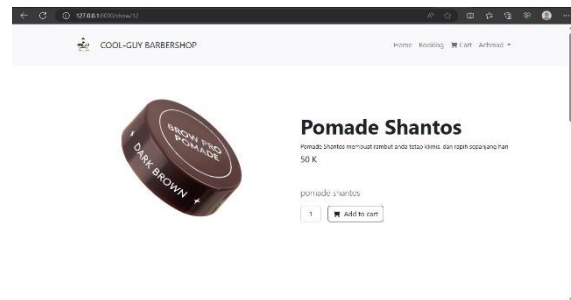 127.0.0.1:8000/show/12
COOL-GUY BARBERSHOP
Home Booking Cart Achmad
BROW PRO
POMADE
DARK BROWN
Pomade Shantos
Pomade Shantos membuat rambut anda tetap klimis, dan rapih sepanjang hari
50 K
pomade shantos
1 Add to cart